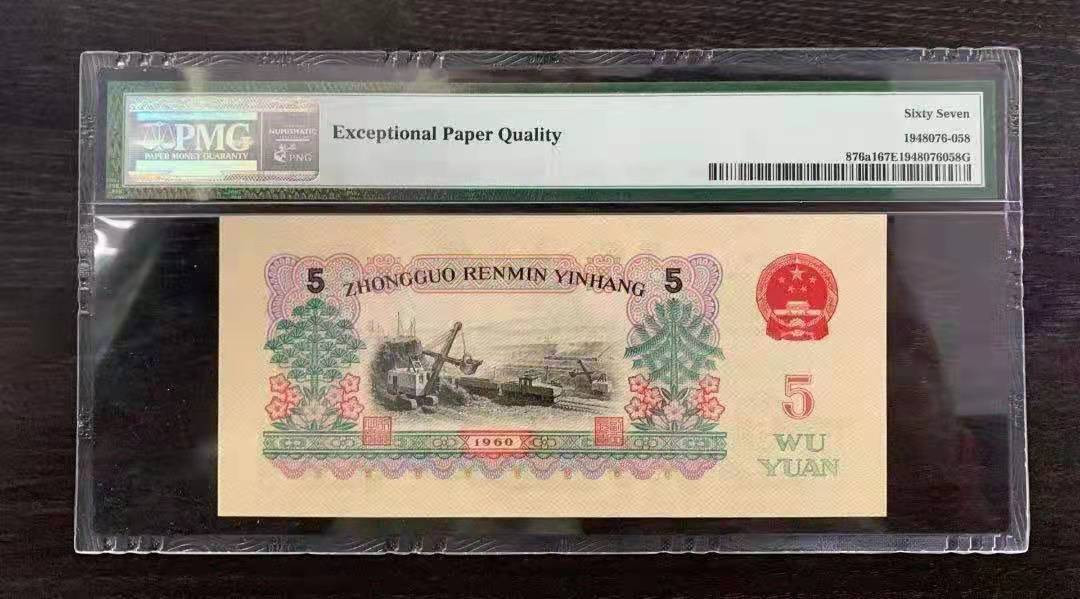 PMG
PAPER MONEY GUARANTY
NUMISMATIC
PNG
Exceptional Paper Quality
Sixty Seven
1948076-058
876a167E1948076058G
5 ZHONGGUO RENMIN YINHANG 5
1960
5
WU
YUAN